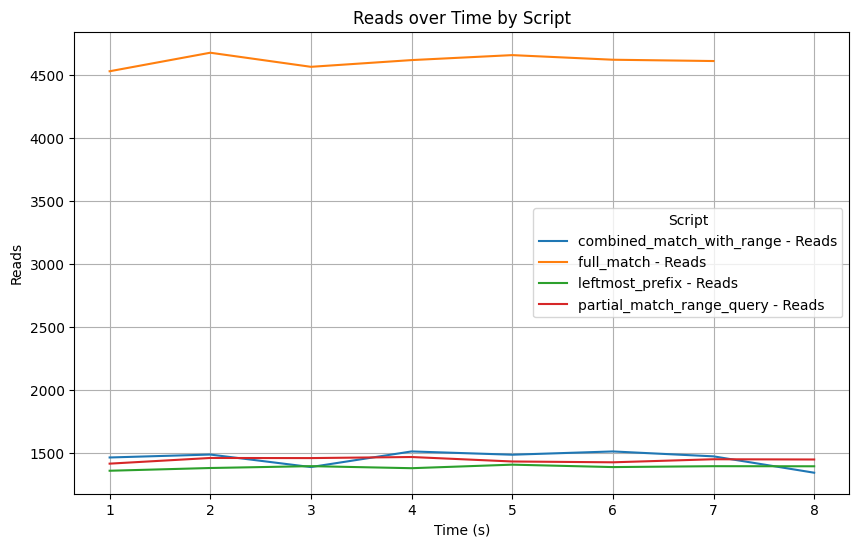 Reads over Time by Script
Reads
4500
4000
3500
3000
2500
2000
1500
Script
combined_match_with_range - Reads
full_match - Reads
leftmost_prefix - Reads
partial_match_range_query - Reads
1 2 3 4 5 6 7 8
Time (s)